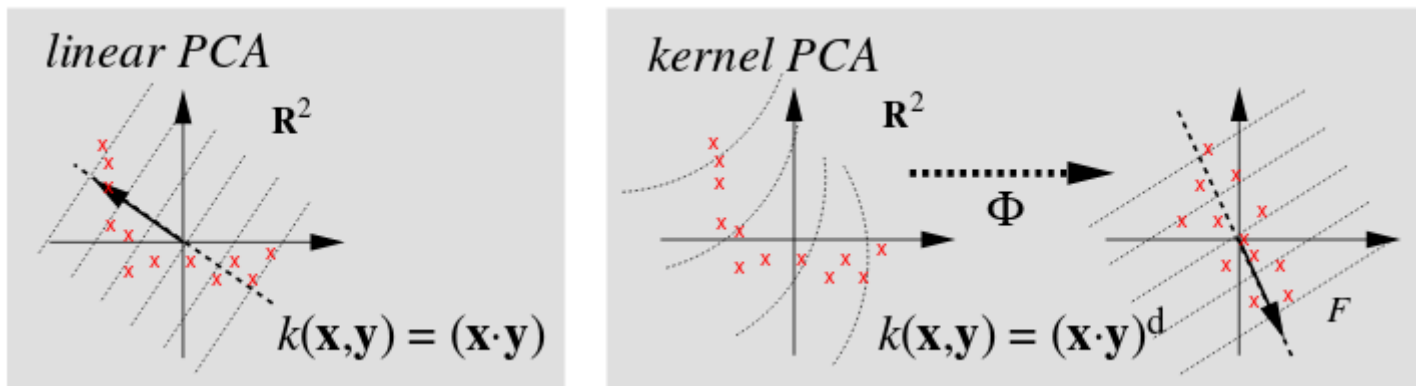 linear PCA
R²
k(x,y) = (x·y)
kernel PCA
R²
Φ
k(x,y) = (x·y)ᵈ
F